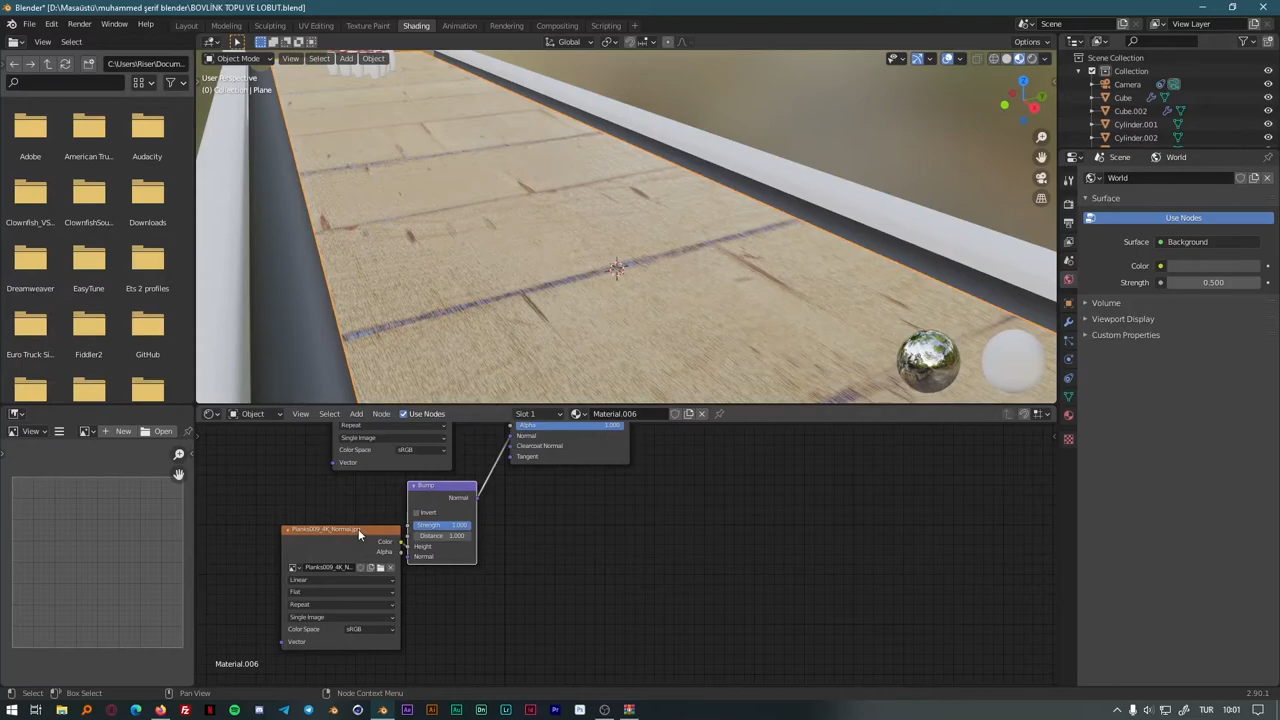 Blender* [D:\Masaüstü\muhammed şerif blender\BOVLİNK TOPU VE LOBUT.blend]
File Edit Render Window Help Layout Modeling Sculpting UV Editing Texture Paint Shading Animation Rendering Compositing Scripting Scene View Layer
View Select Global Options
C:\Users\Riser\Docum... Object Mode View Select Add Object
User Perspective
(0) Collection | Plane
Scene Collection
Collection
Camera
Cube
Cube.002
Cylinder.001
Cylinder.002
Adobe American Tru... Audacity
Clownfish_VS... ClownfishSour... Downloads
Dreamweaver EasyTune Ets 2 profiles
Euro Truck Si... Fiddler2 GitHub
Scene World
World
Surface
Use Nodes
Surface Background
Color
Strength 0.500
Volume
Viewport Display
Custom Properties
Object View Select Add Node Use Nodes Slot 1 Material.006
View New Open
Repeat
Single Image
Color Space sRGB
Vector
Alpha 1.000
Normal
Clearcoat Normal
Tangent
Bump
Normal
Invert
Strength 1.000
Distance 1.000
Height
Normal
Planks009_4K_Normal.jpg
Color
Alpha
Planks009_4K_N...
Linear
Flat
Repeat
Single Image
Color Space sRGB
Vector
Material.006
Select Box Select Pan View Node Context Menu 2.90.1
TUR 10:01